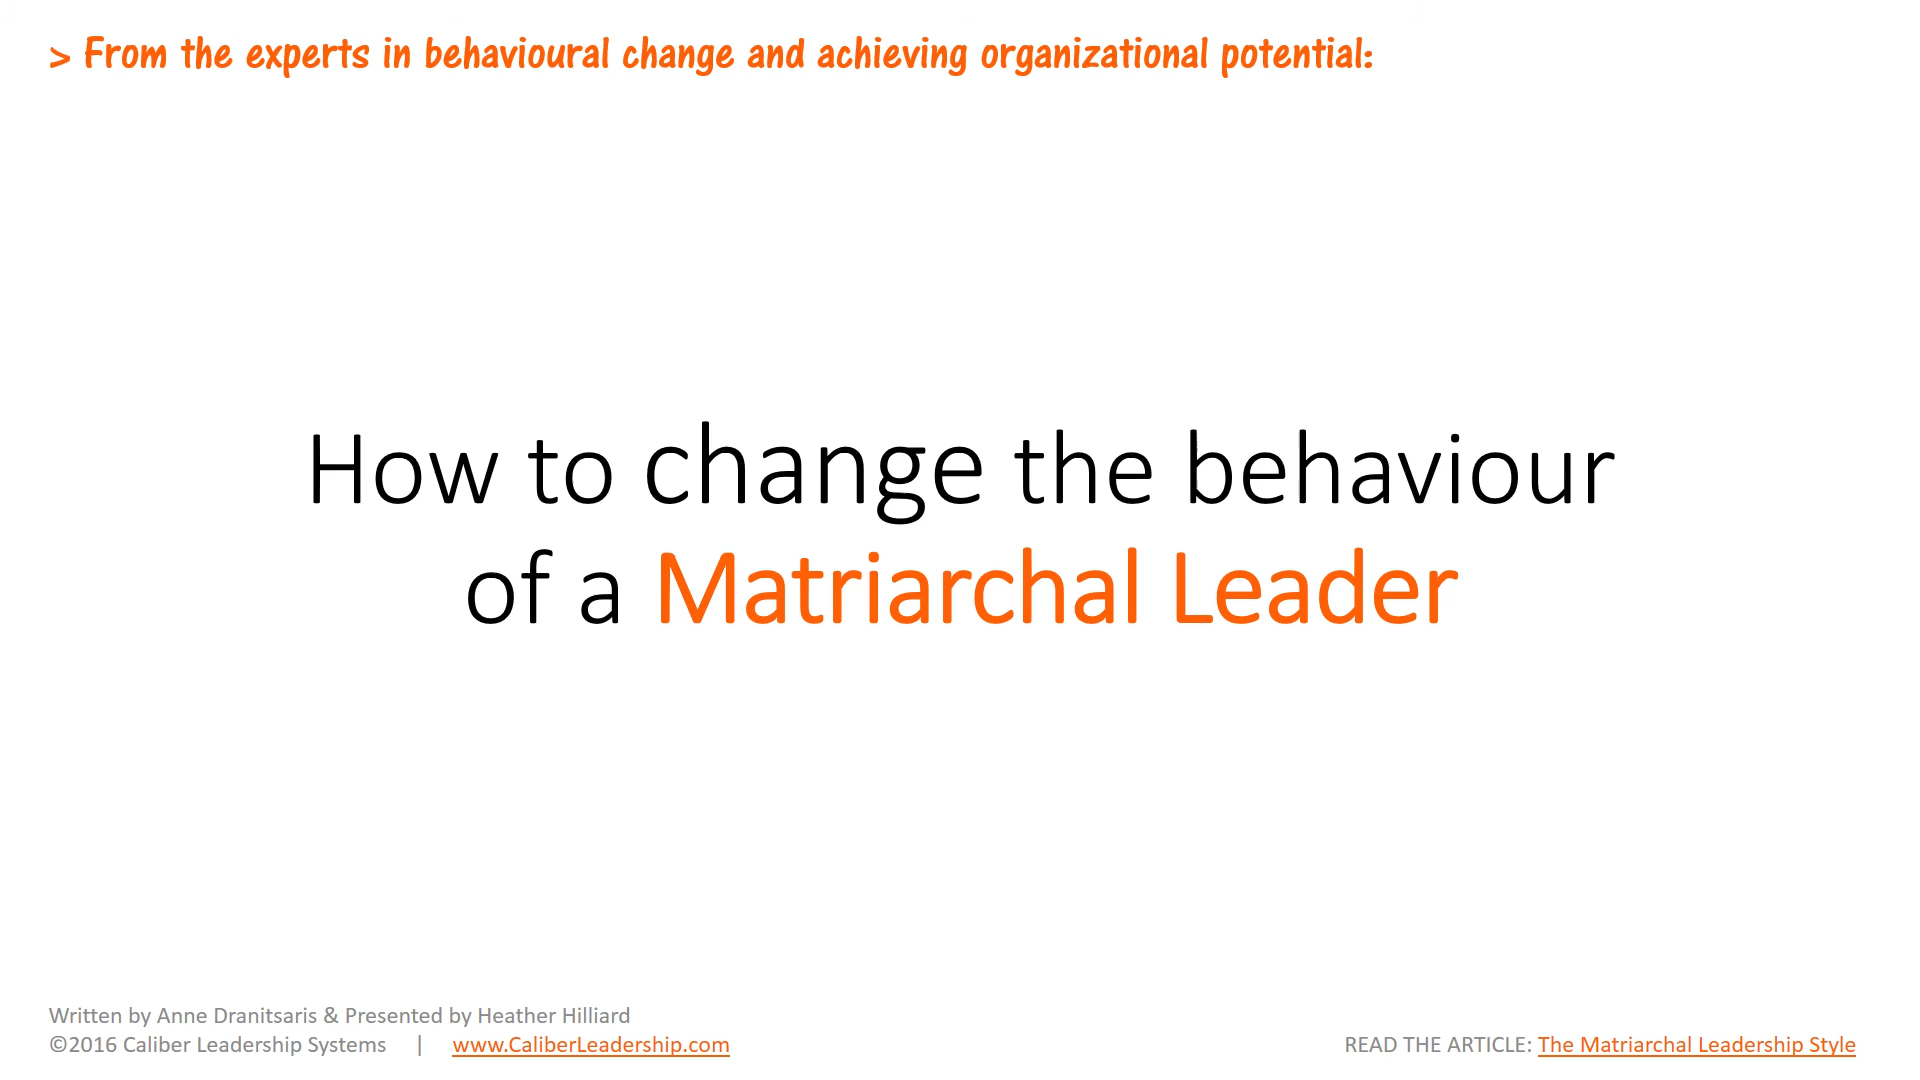 > From the experts in behavioural change and achieving organizational potential:
How to change the behaviour
of a Matriarchal Leader
Written by Anne Dranitsaris & Presented by Heather Hilliard
©2016 Caliber Leadership Systems | www.CaliberLeadership.com
READ THE ARTICLE: The Matriarchal Leadership Style